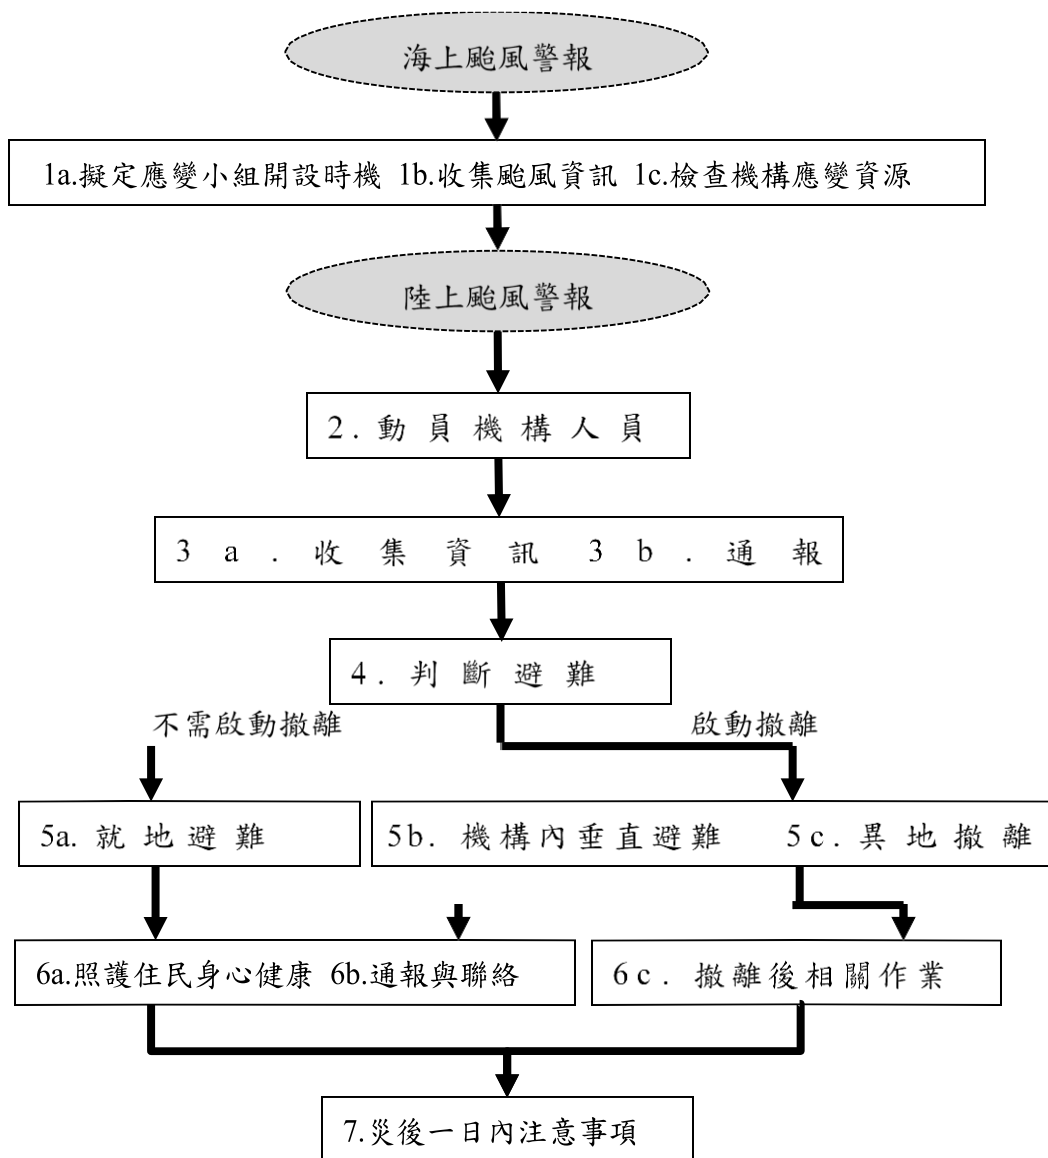 海上颱風警報
1a.擬定應變小組開設時機 1b.收集颱風資訊 1c.檢查機構應變資源
陸上颱風警報
2.動員機構人員
3a.收集資訊 3b.通報
4.判斷避難
不需啟動撤離 啟動撤離
5a.就地避難 5b.機構內垂直避難 5c.異地撤離
6a.照護住民身心健康 6b.通報與聯絡 6c.撤離後相關作業
7.災後一日內注意事項